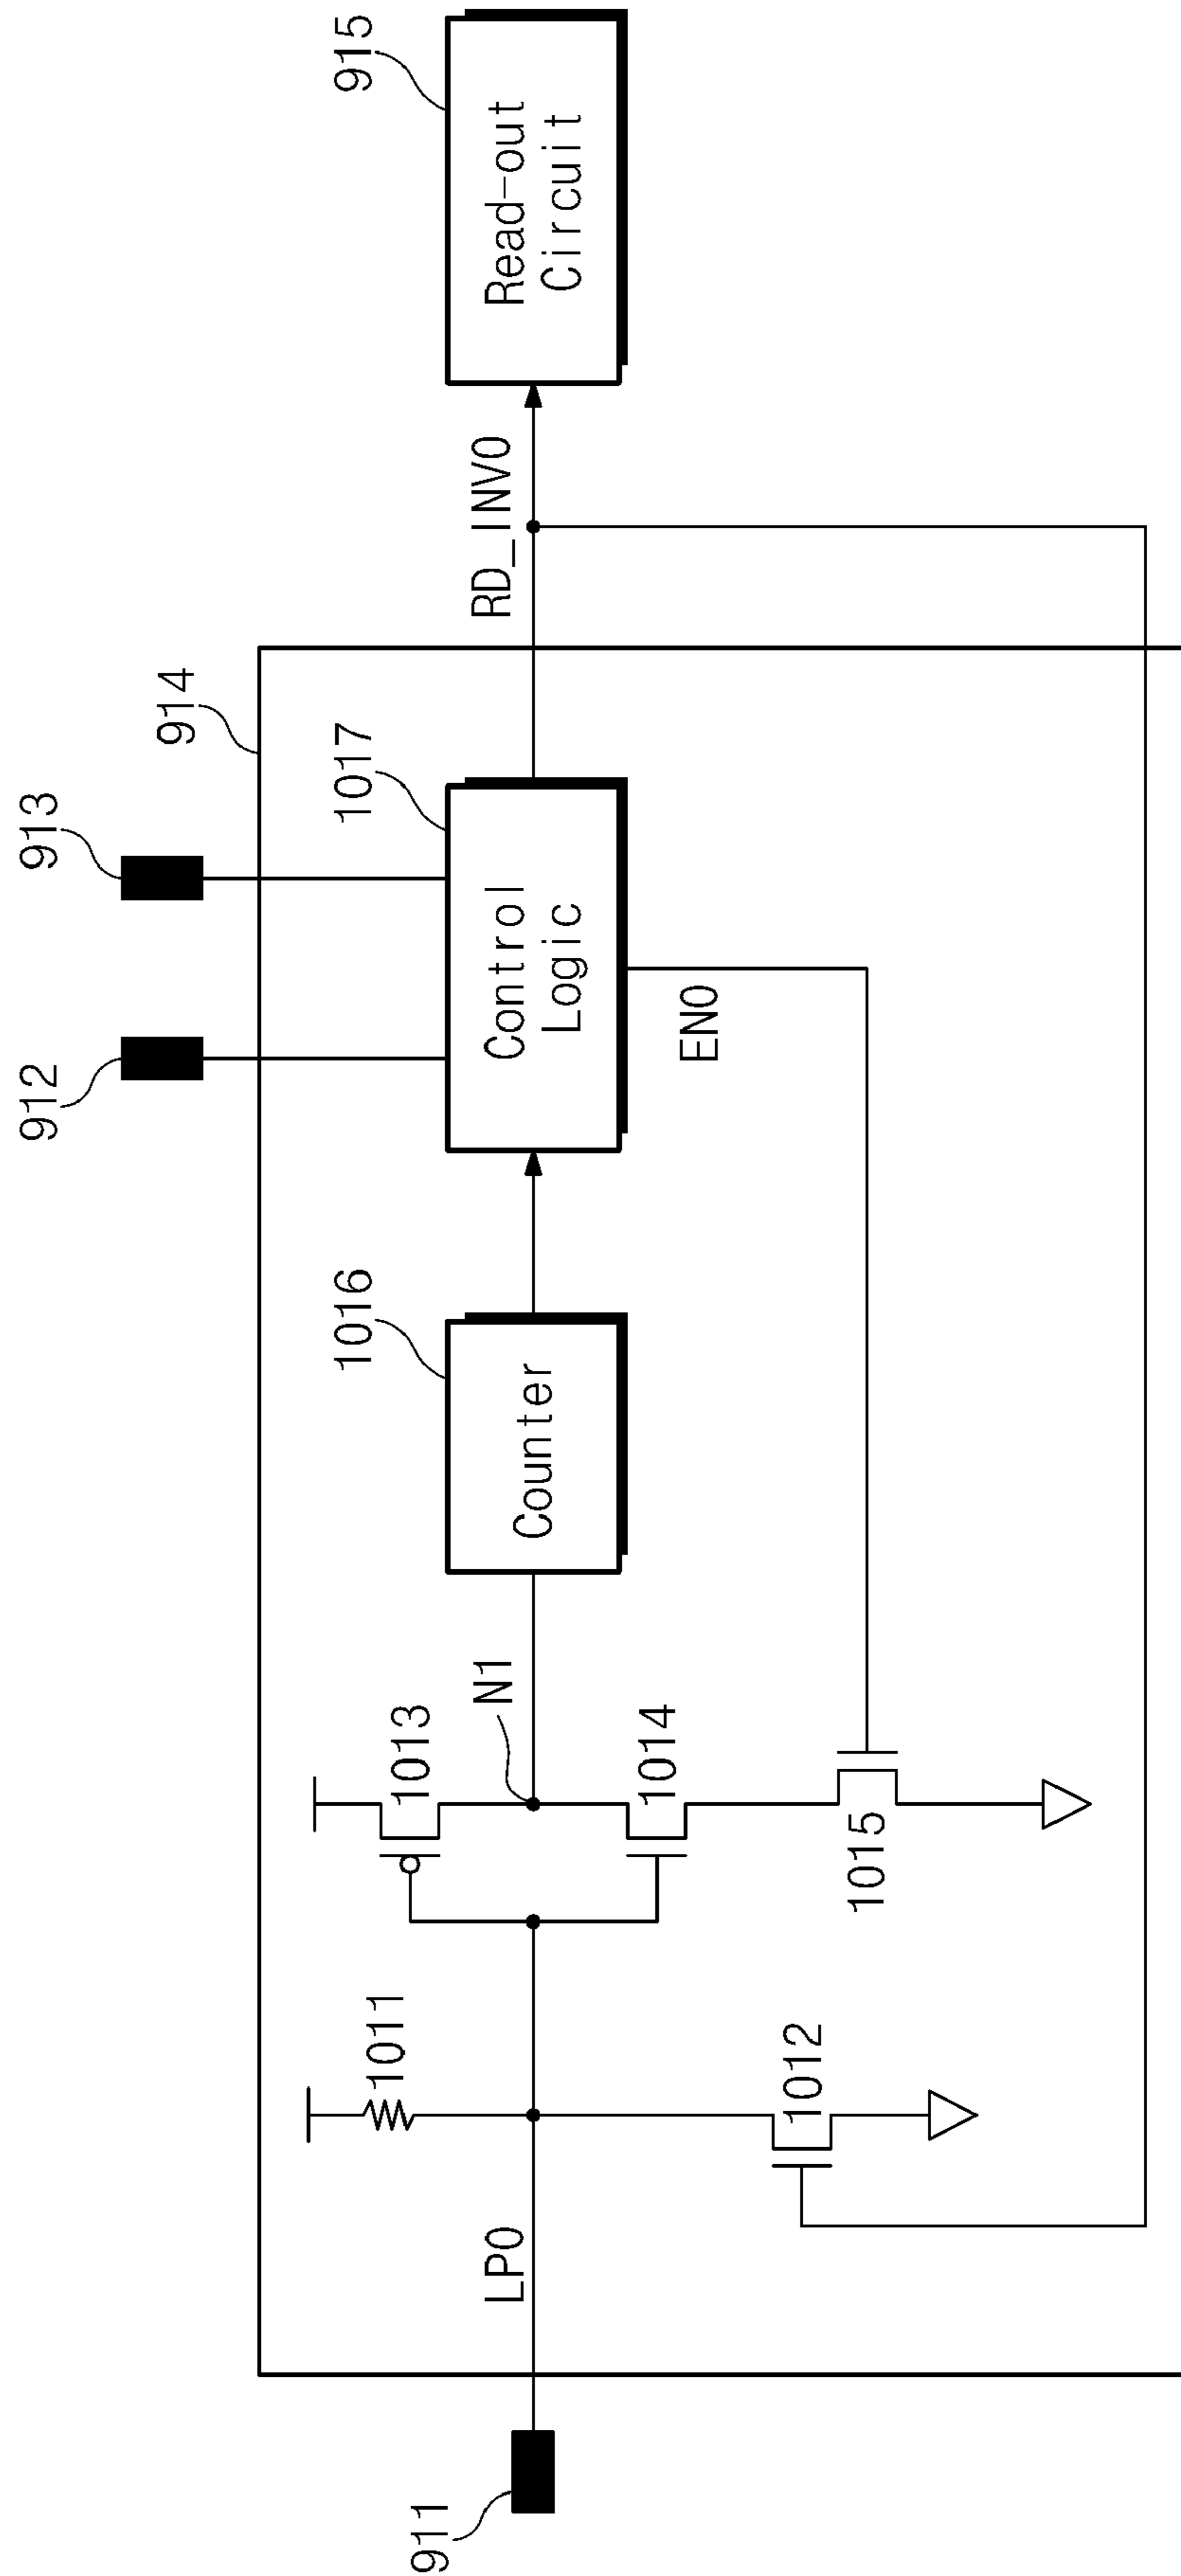 912
913
914
1011
1013
1016
1017
915
911
LP0
N1
Counter
Control
Logic
RD_INV0
Read-out
Circuit
1014
EN0
1012
1015